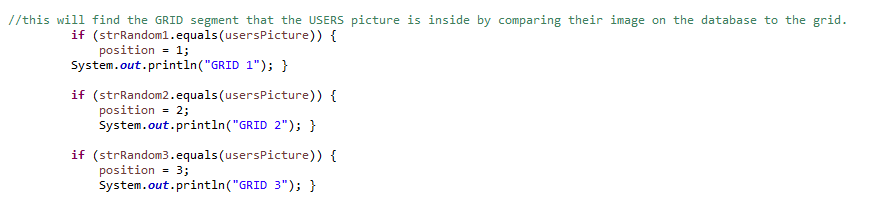 //this will find the GRID segment that the USERS picture is inside by comparing their image on the database to the grid.
if (strRandom1.equals(usersPicture)) {
position = 1;
System.out.println("GRID 1"); }
if (strRandom2.equals(usersPicture)) {
position = 2;
System.out.println("GRID 2"); }
if (strRandom3.equals(usersPicture)) {
position = 3;
System.out.println("GRID 3"); }